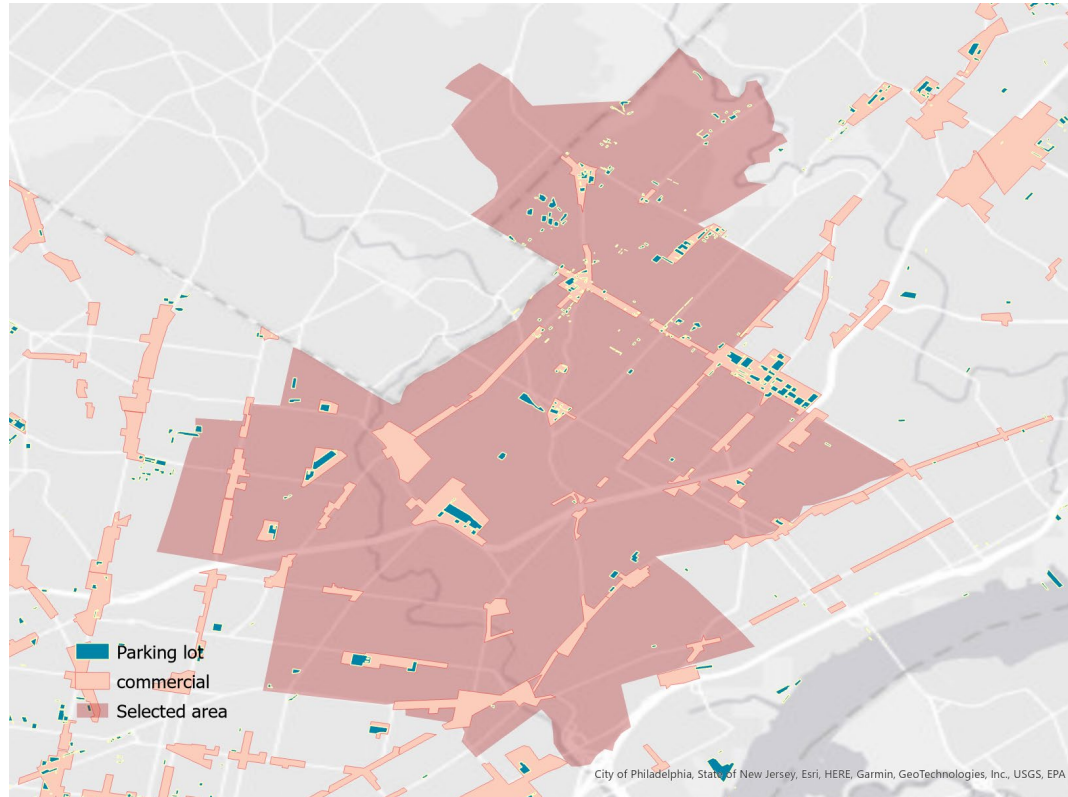 Parking lot
commercial
Selected area
City of Philadelphia, State of New Jersey, Esri, HERE, Garmin, GeoTechnologies, Inc., USGS, EPA